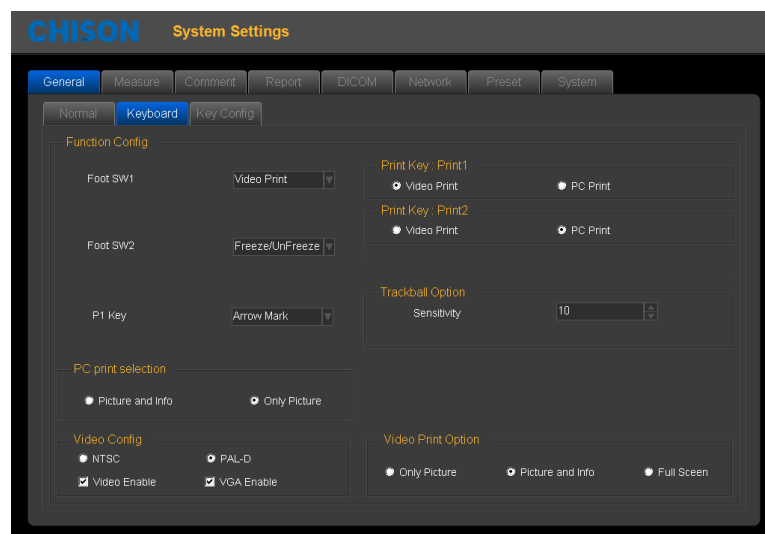 CHISON System Settings
General Measure Comment Report DICOM Network Preset System
Normal Keyboard Key Config
Function Config
Print Key : Print1
Foot SW1 Video Print
Video Print PC Print
Print Key : Print2
Video Print PC Print
Foot SW2 Freeze/UnFreeze
Trackball Option
Sensitivity 10
P1 Key Arrow Mark
PC print selection
Picture and Info Only Picture
Video Config
NTSC PAL-D
Video Enable VGA Enable
Video Print Option
Only Picture Picture and Info Full Sceen